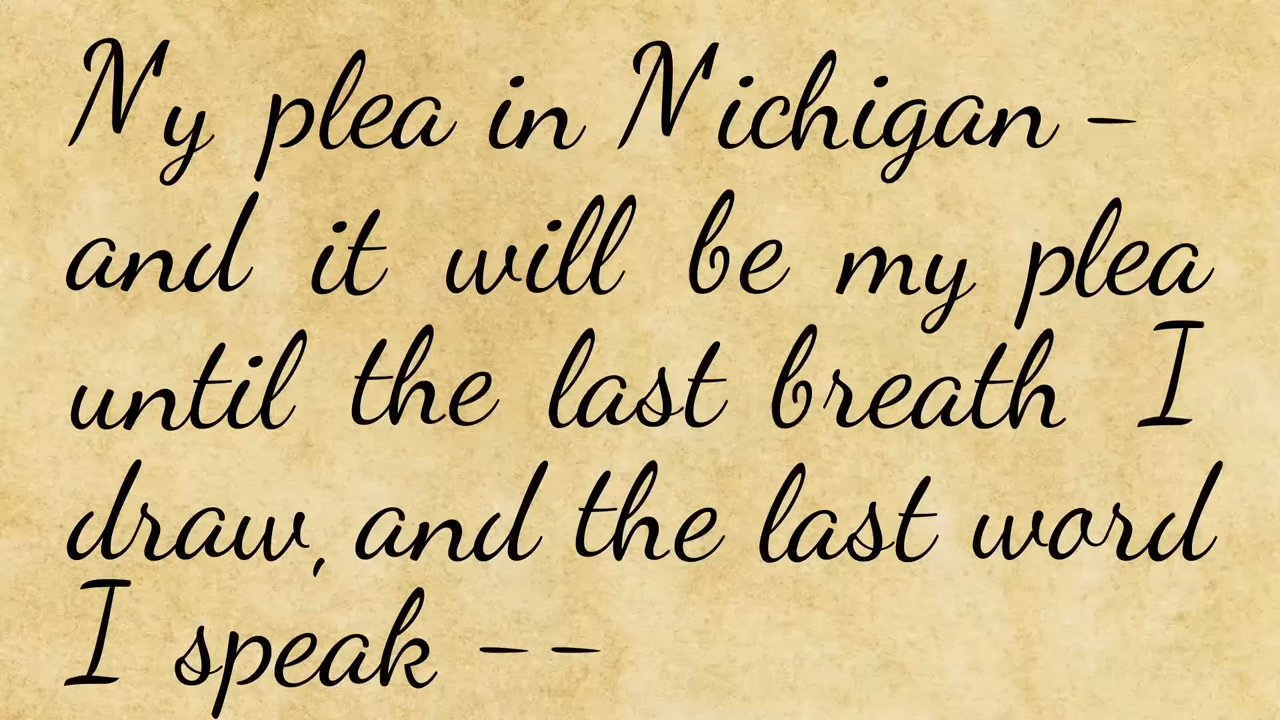 My plea in Michigan –
and it will be my plea
until the last breath I
draw, and the last word
I speak – –